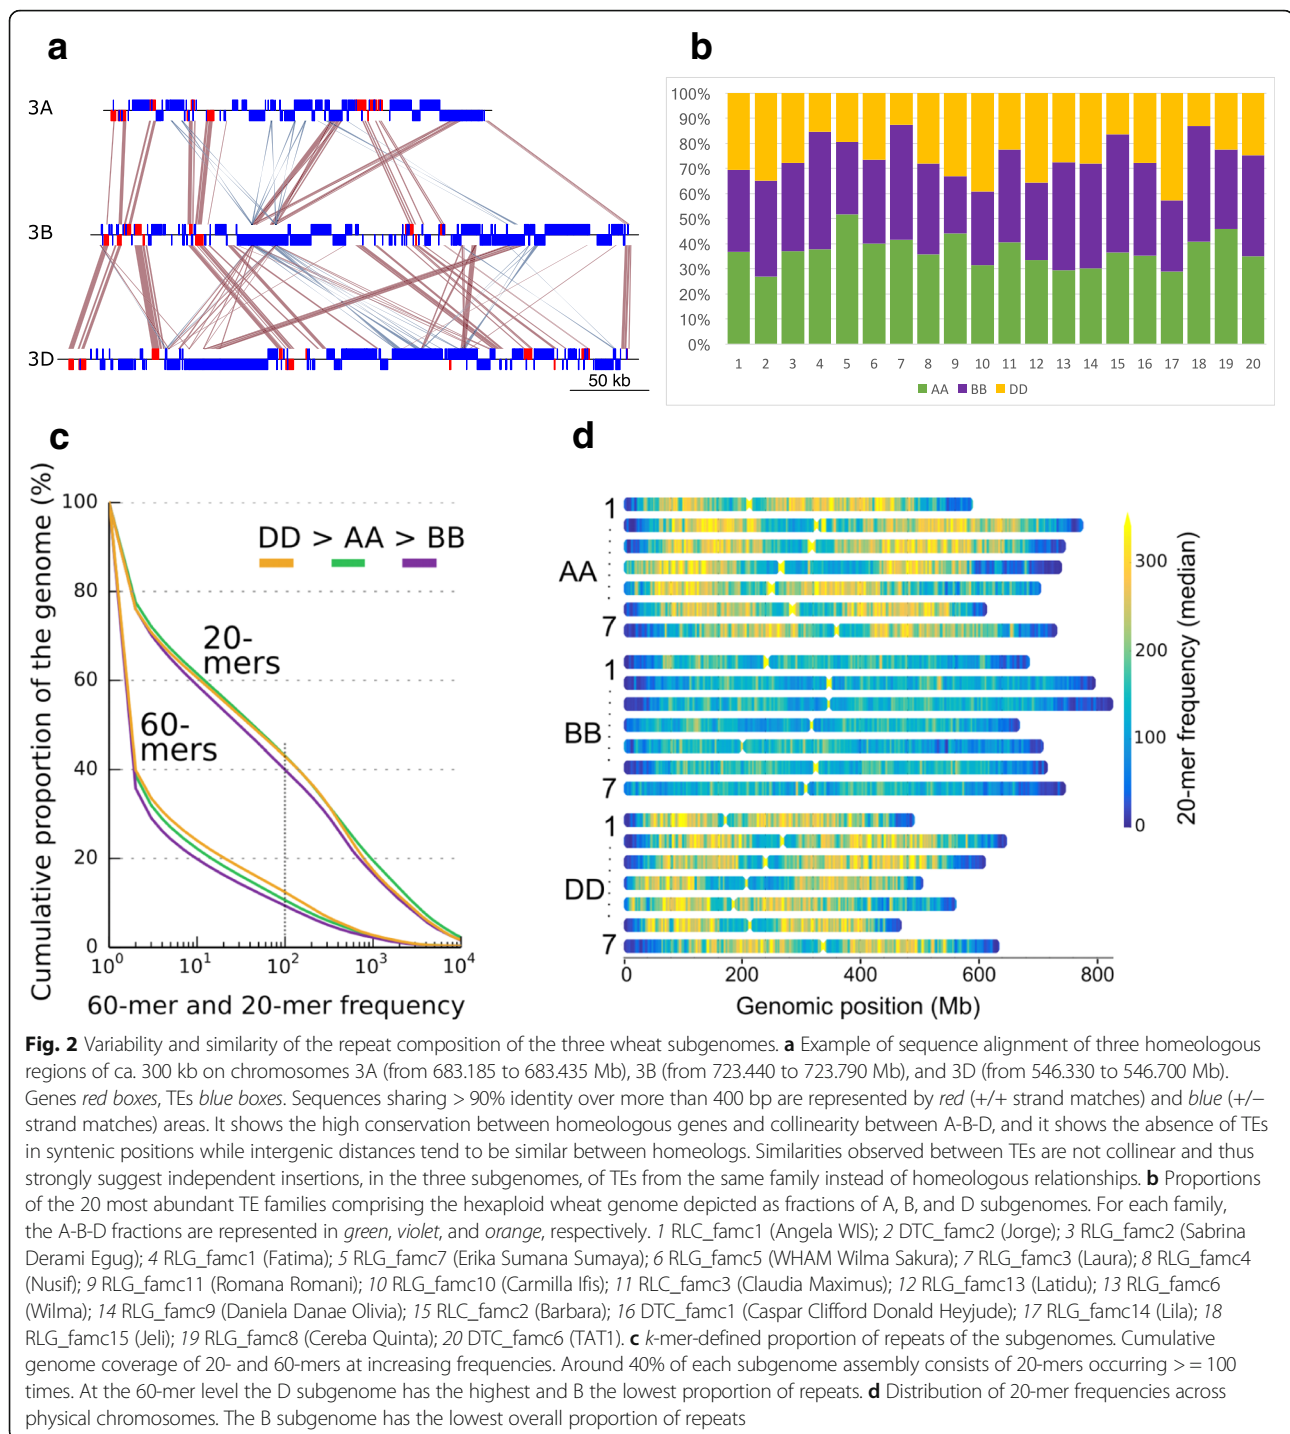 a
3A
3B
3D
50 kb
b
100%
90%
80%
70%
60%
50%
40%
30%
20%
10%
0%
1 2 3 4 5 6 7 8 9 10 11 12 13 14 15 16 17 18 19 20
AA BB DD
c
Cumulative proportion of the genome (%)
100
80
60
40
20
0
DD > AA > BB
20-
mers
60-
mers
10⁰ 10¹ 10² 10³ 10⁴
60-mer and 20-mer frequency
d
1
AA
7
1
BB
7
1
DD
7
0 200 400 600 800
Genomic position (Mb)
300
200
100
0
20-mer frequency (median)
Fig. 2 Variability and similarity of the repeat composition of the three wheat subgenomes. a Example of sequence alignment of three homeologous
regions of ca. 300 kb on chromosomes 3A (from 683.185 to 683.435 Mb), 3B (from 723.440 to 723.790 Mb), and 3D (from 546.330 to 546.700 Mb).
Genes red boxes, TEs blue boxes. Sequences sharing > 90% identity over more than 400 bp are represented by red (+/+ strand matches) and blue (+/−
strand matches) areas. It shows the high conservation between homeologous genes and collinearity between A-B-D, and it shows the absence of TEs
in syntenic positions while intergenic distances tend to be similar between homeologs. Similarities observed between TEs are not collinear and thus
strongly suggest independent insertions, in the three subgenomes, of TEs from the same family instead of homeologous relationships. b Proportions
of the 20 most abundant TE families comprising the hexaploid wheat genome depicted as fractions of A, B, and D subgenomes. For each family,
the A-B-D fractions are represented in green, violet, and orange, respectively. 1 RLC_famc1 (Angela WIS); 2 DTC_famc2 (Jorge); 3 RLG_famc2 (Sabrina
Derami Egug); 4 RLG_famc1 (Fatima); 5 RLG_famc7 (Erika Sumana Sumaya); 6 RLG_famc5 (WHAM Wilma Sakura); 7 RLG_famc3 (Laura); 8 RLG_famc4
(Nusif); 9 RLG_famc11 (Romana Romani); 10 RLG_famc10 (Carmilla Ifis); 11 RLC_famc3 (Claudia Maximus); 12 RLG_famc13 (Latidu); 13 RLG_famc6
(Wilma); 14 RLG_famc9 (Daniela Danae Olivia); 15 RLC_famc2 (Barbara); 16 DTC_famc1 (Caspar Clifford Donald Heyjude); 17 RLG_famc14 (Lila); 18
RLG_famc15 (Jeli); 19 RLG_famc8 (Cereba Quinta); 20 DTC_famc6 (TAT1). c k-mer-defined proportion of repeats of the subgenomes. Cumulative
genome coverage of 20- and 60-mers at increasing frequencies. Around 40% of each subgenome assembly consists of 20-mers occurring > = 100
times. At the 60-mer level the D subgenome has the highest and B the lowest proportion of repeats. d Distribution of 20-mer frequencies across
physical chromosomes. The B subgenome has the lowest overall proportion of repeats